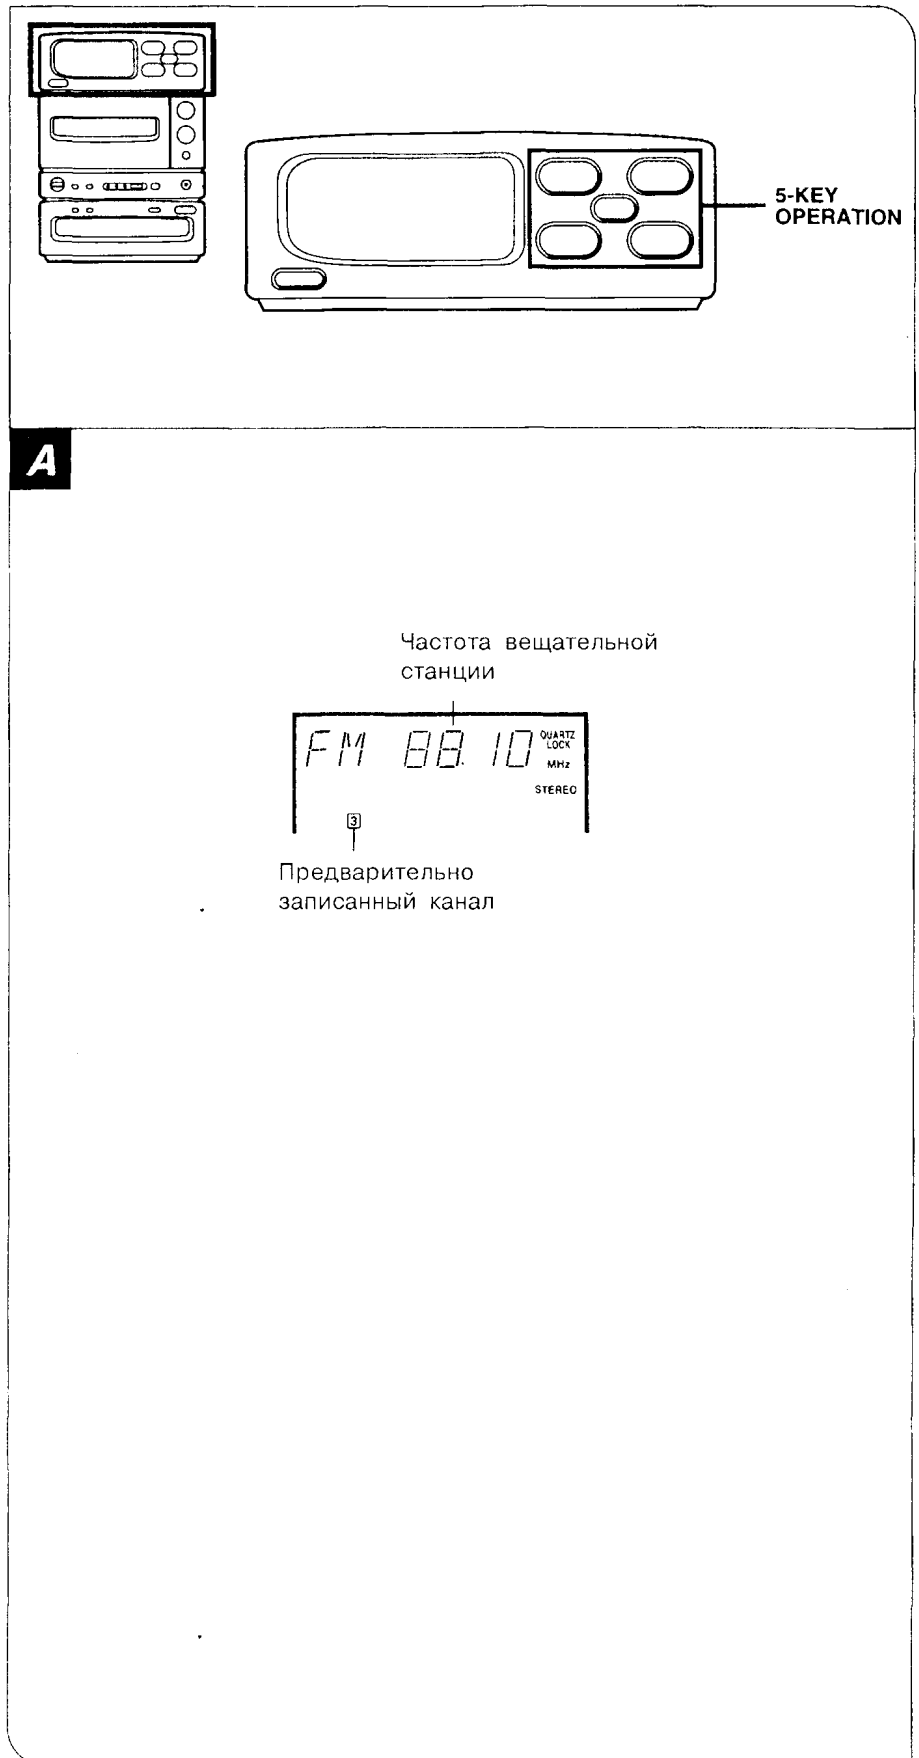 5-KEY
OPERATION
A
Частота вещательной
станции
FM 88.10 QUARTZ
LOCK
MHz
STEREO
3
Предварительно
записанный канал